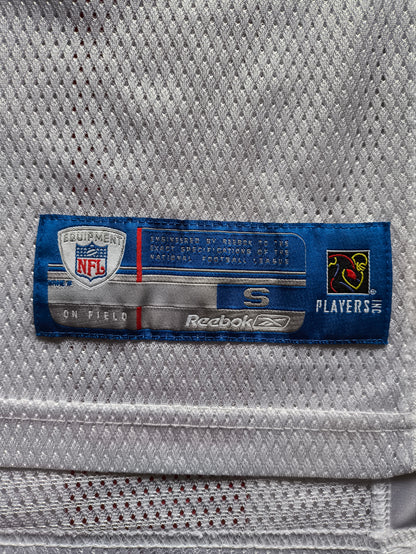 EQUIPMENT
NFL
ON FIELD
ENGINEERED BY REEBOK TO THE
EXACT SPECIFICATIONS OF THE
NATIONAL FOOTBALL LEAGUE
S
Reebok
PLAYERS INC